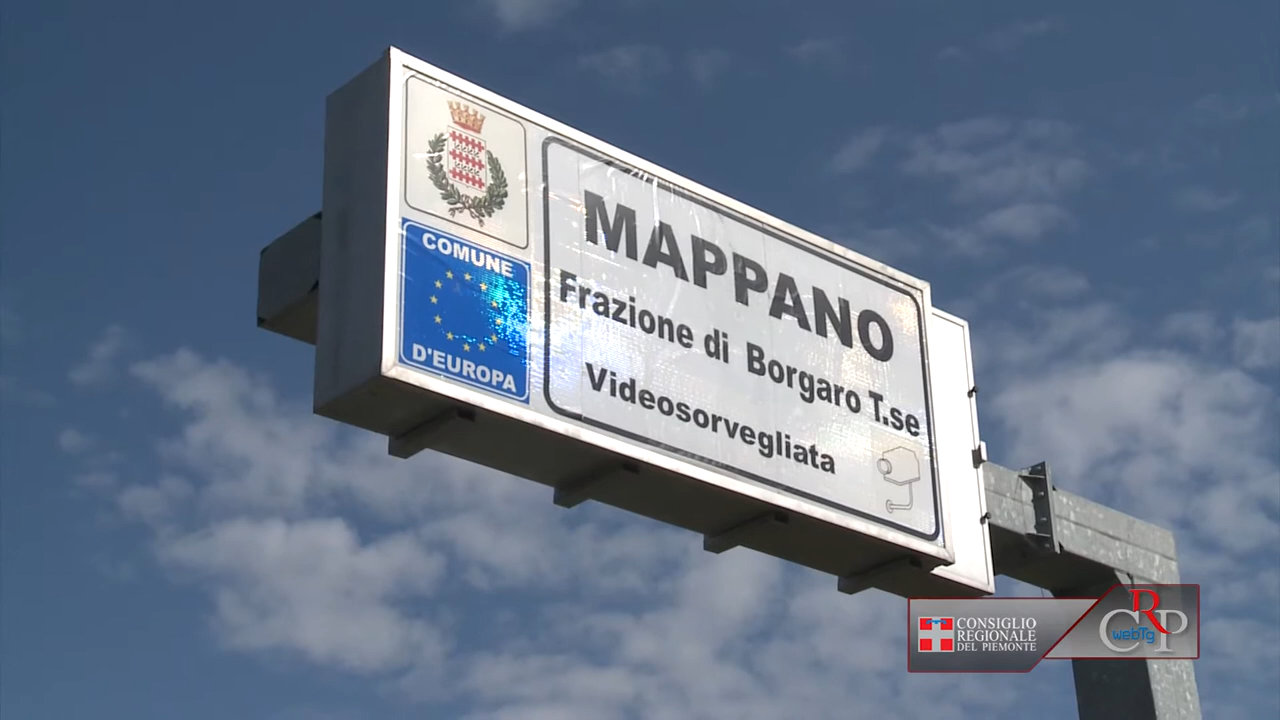 COMUNE
D'EUROPA
MAPPANO
Frazione di Borgaro T.se
Videosorvegliata
CONSIGLIO
REGIONALE
DEL PIEMONTE
CRP
webTg